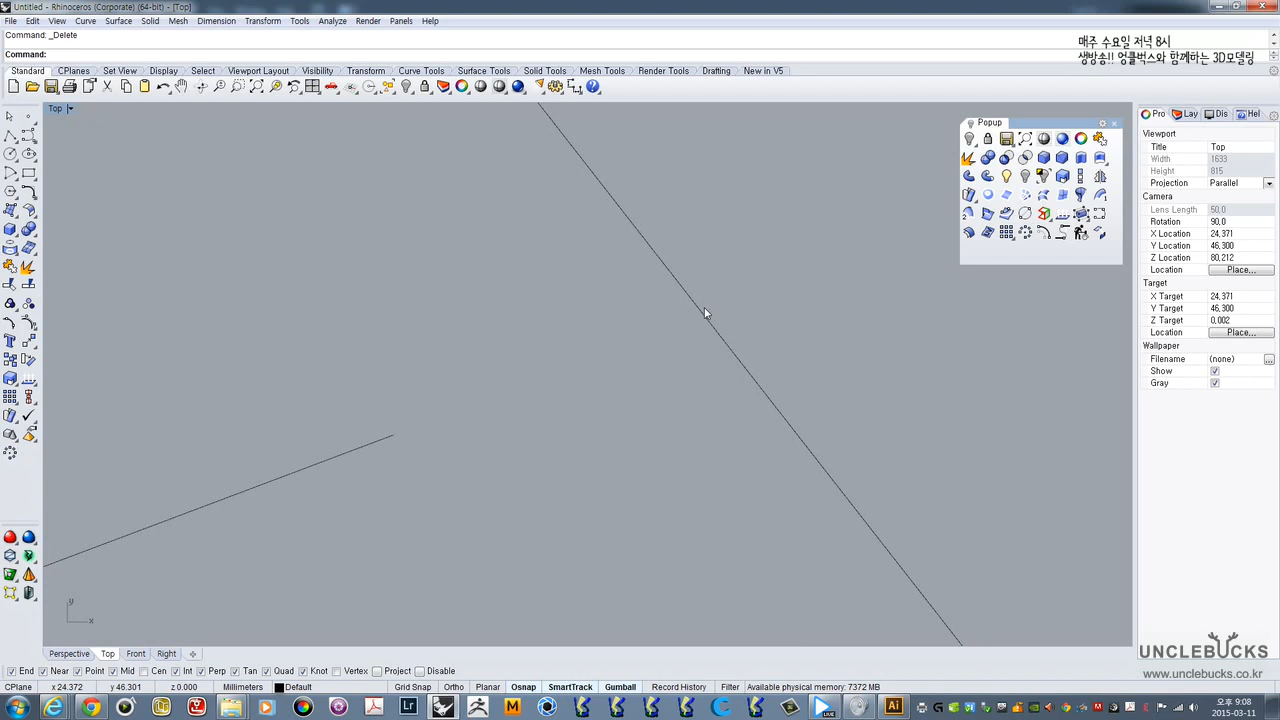 Untitled - Rhinoceros (Corporate) (64-bit) - [Top]
File Edit View Curve Surface Solid Mesh Dimension Transform Tools Analyze Render Panels Help
Command: _Delete
Command:
매주 수요일 저녁 8시
생방송!! 엉클벅스와 함께하는 3D모델링
Standard CPlanes Set View Display Select Viewport Layout Visibility Transform Curve Tools Surface Tools Mesh Tools Render Tools Drafting New in V5
Top
Popup
Pro Lay Dis Hel
Viewport
Title Top
Width 1633
Height 815
Projection Parallel
Camera
Lens Length 50,0
Rotation 90,0
X Location 24,371
Y Location 46,300
Z Location 80,212
Location Place...
Target
X Target 24,371
Y Target 46,300
Z Target 0,002
Location Place...
Wallpaper
Filename (none) ...
Show
Gray
y
x
Perspective Top Front Right
End Near Point Mid Cen Int Perp Tan Quad Knot Vertex Project Disable
CPlane x 24.372 y 46.301 z 0.000 Millimeters Default Grid Snap Ortho Planar Osnap SmartTrack Gumball Record History Filter Available physical memory: 7372 MB
UNCLEBUCKS
www.unclebucks.co.kr
Lr
M
LIVE
Ai
오후 9:08
2015-03-11